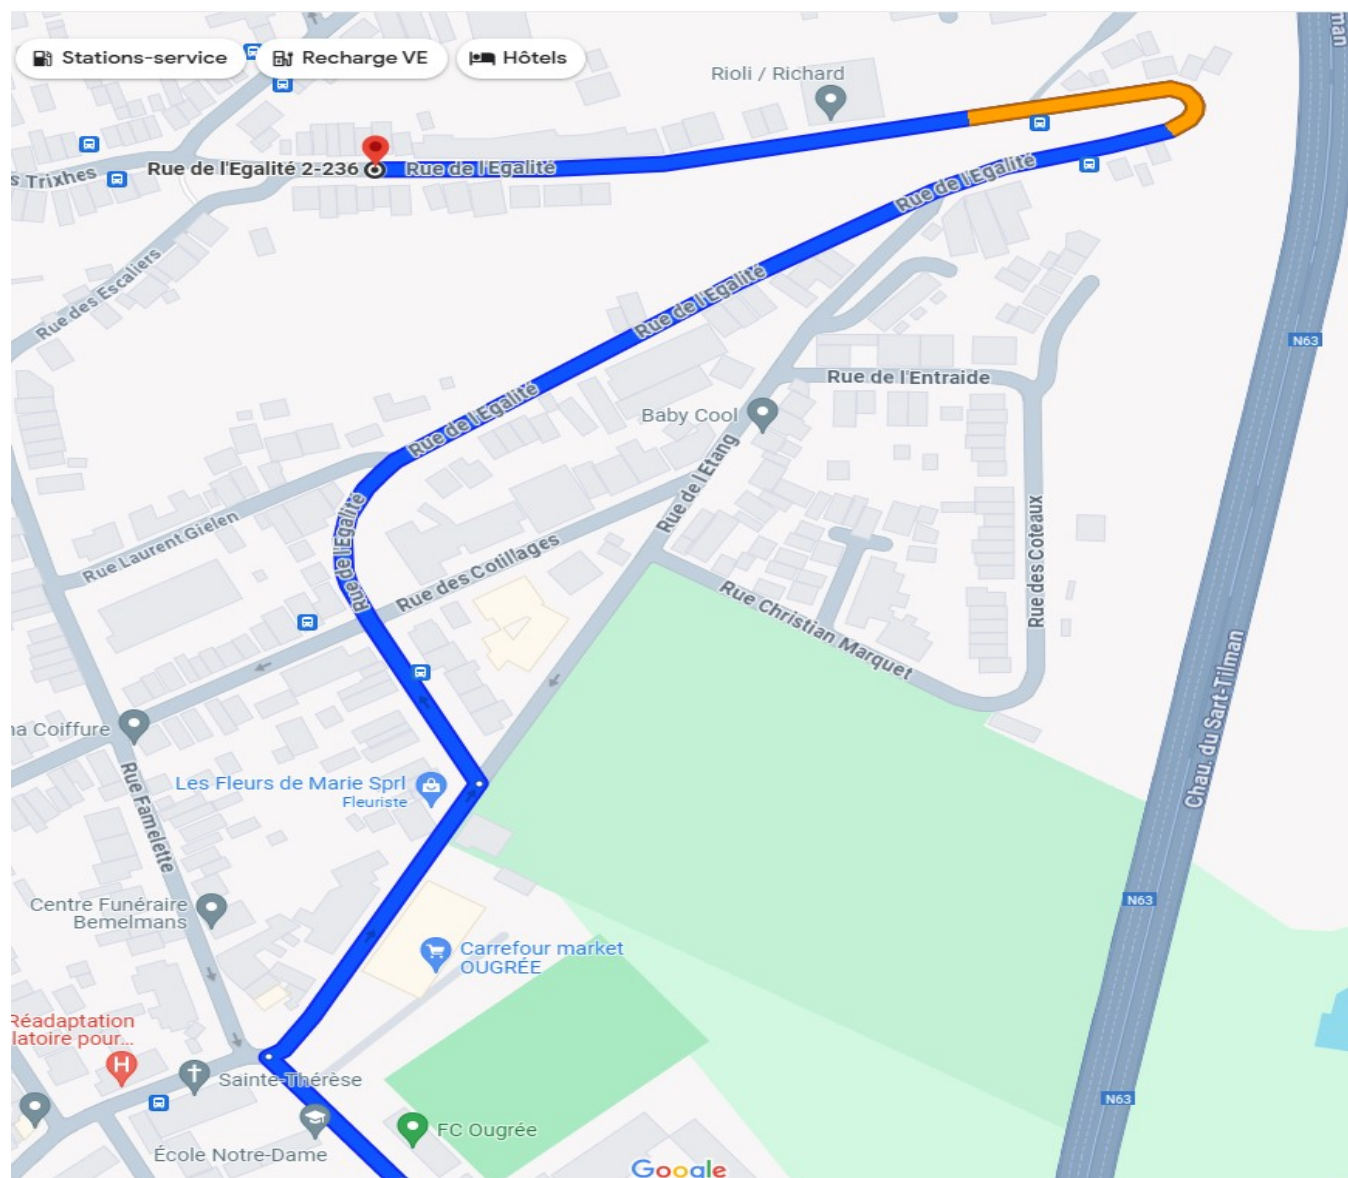 man
Stations-service
Recharge VE
Hôtels
Rioli / Richard
s Trixhes
Rue de l'Egalité 2-236
Rue de l'Egalité
Rue de l'Egalité
Rue des Escaliers
Rue de l'Egalité
N63
Rue de l'Entraide
Rue de l'Egalité
Baby Cool
Rue de l'Etang
Rue de l'Egalité
Rue Laurent Gielen
Rue des Cotillages
Rue des Coteaux
Rue Christian Marquet
Chau. du Sart-Tilman
na Coiffure
Les Fleurs de Marie Sprl
Fleuriste
Rue Famelette
Centre Funéraire
Bemelmans
N63
Carrefour market
OUGRÉE
Réadaptation
latoire pour...
H
Sainte-Thérèse
N63
FC Ougrée
École Notre-Dame
Google